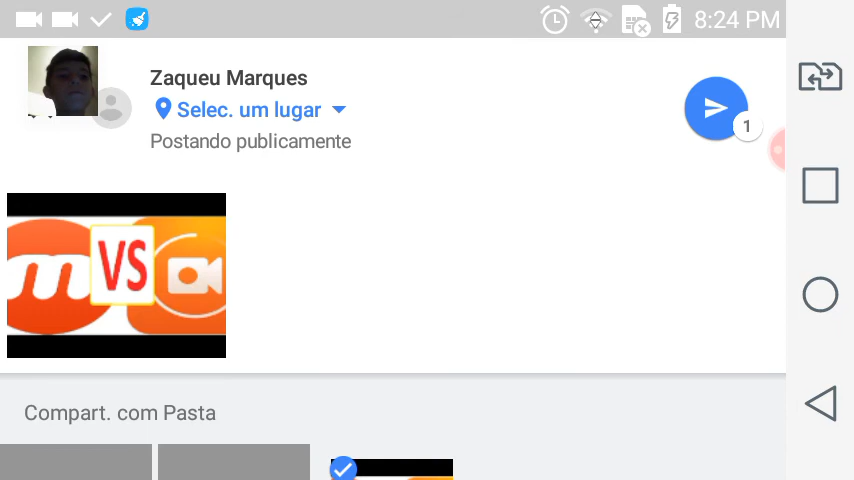 8:24 PM
Zaqueu Marques
Selec. um lugar
Postando publicamente
1
m VS
Compart. com Pasta